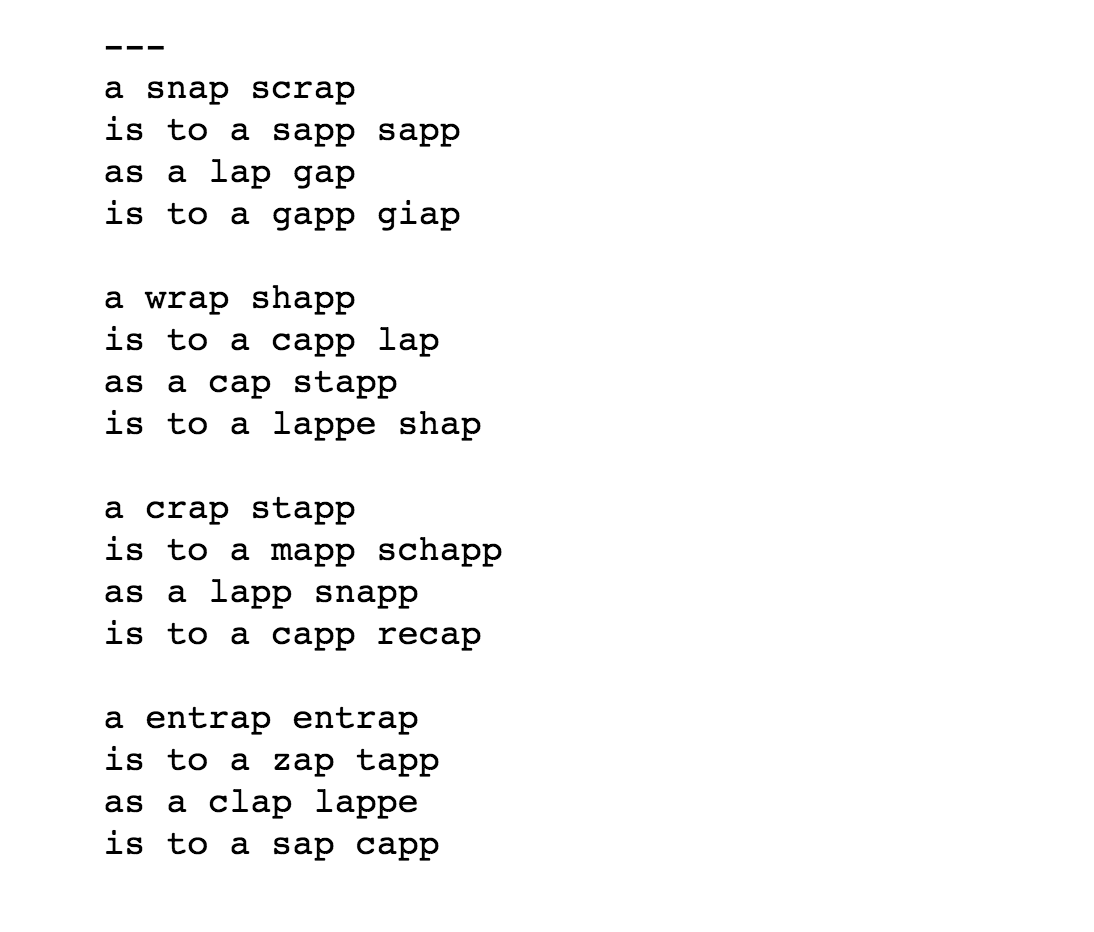 ---
a snap scrap
is to a sapp sapp
as a lap gap
is to a gapp giap

a wrap shapp
is to a capp lap
as a cap stapp
is to a lappe shap

a crap stapp
is to a mapp schapp
as a lapp snapp
is to a capp recap

a entrap entrap
is to a zap tapp
as a clap lappe
is to a sap capp